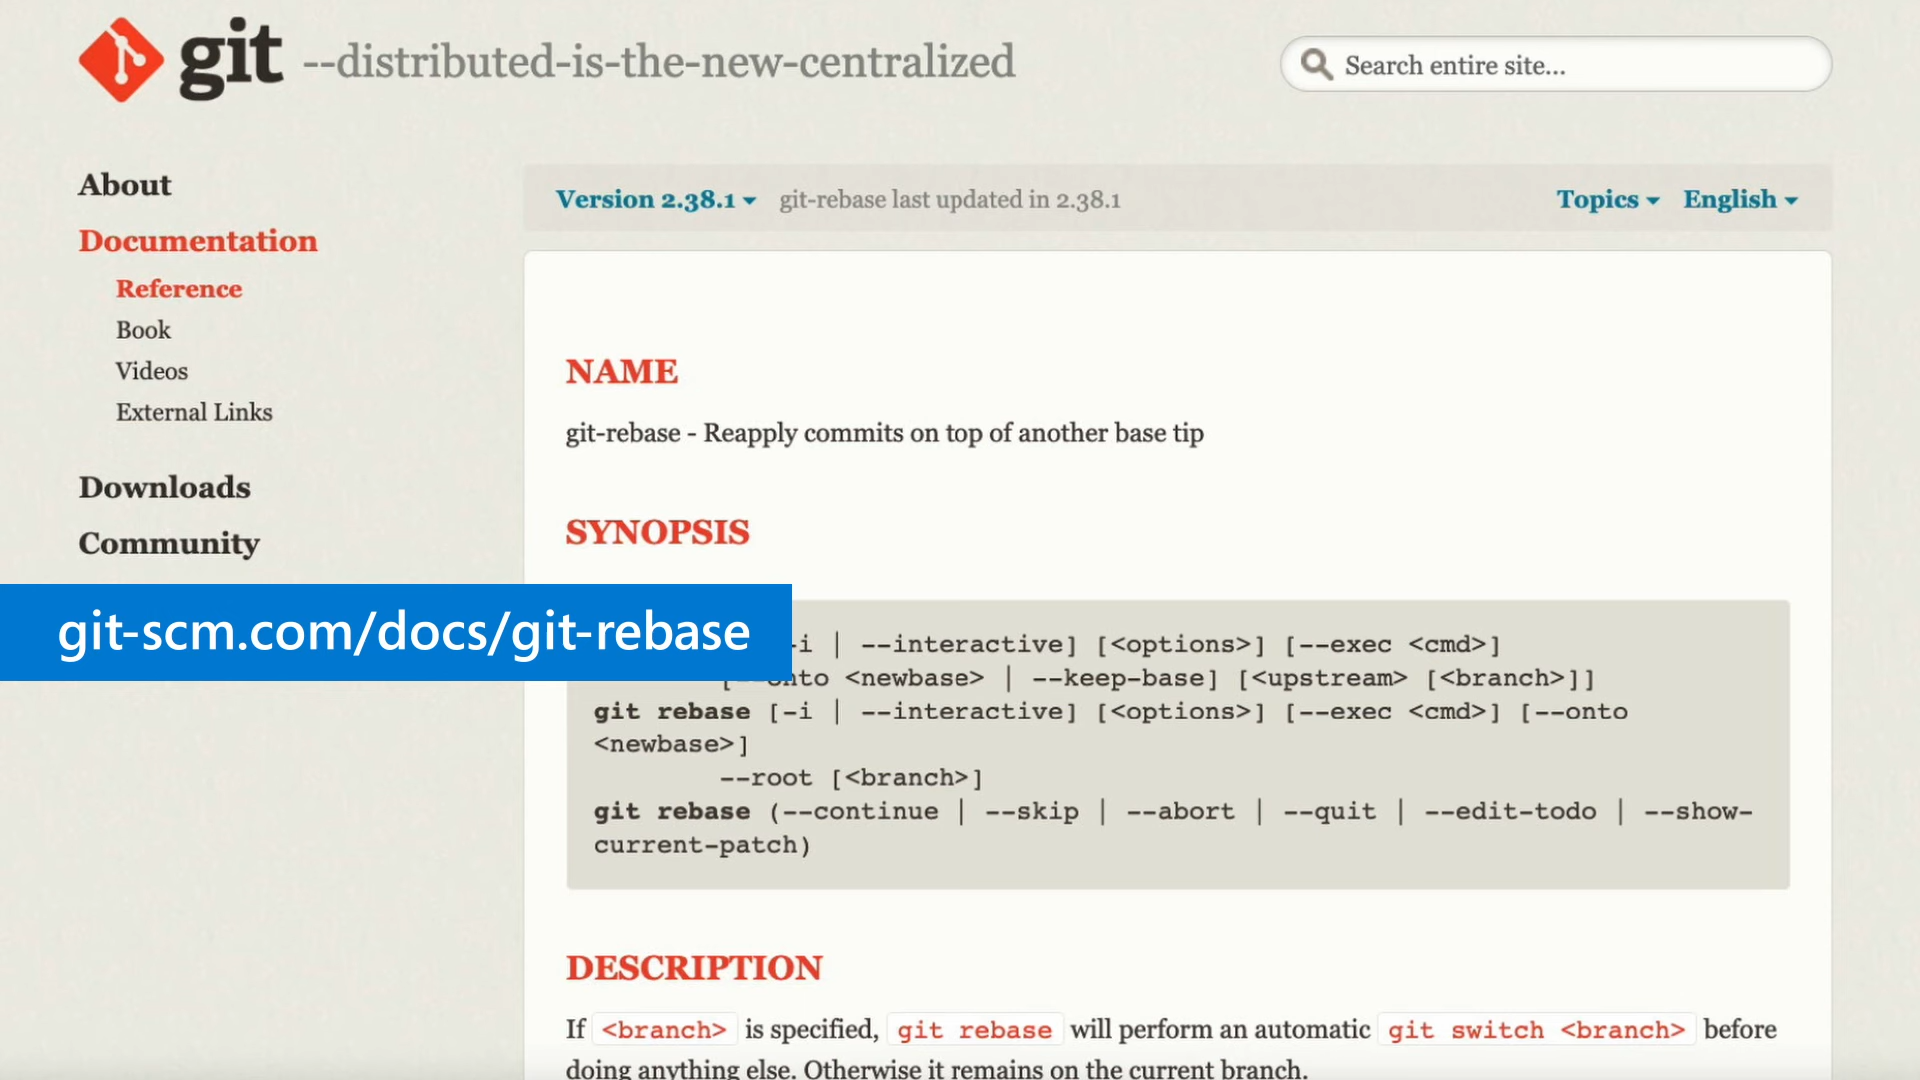 git --distributed-is-the-new-centralized
Search entire site...
About
Documentation
Reference
Book
Videos
External Links
Downloads
Community
Version 2.38.1 git-rebase last updated in 2.38.1
Topics English
NAME
git-rebase - Reapply commits on top of another base tip
SYNOPSIS
git-scm.com/docs/git-rebase
-i | --interactive] [<options>] [--exec <cmd>]
[--onto <newbase> | --keep-base] [<upstream> [<branch>]]
git rebase [-i | --interactive] [<options>] [--exec <cmd>] [--onto
<newbase>]
--root [<branch>]
git rebase (--continue | --skip | --abort | --quit | --edit-todo | --show-
current-patch)
DESCRIPTION
If <branch> is specified, git rebase will perform an automatic git switch <branch> before
doing anything else. Otherwise it remains on the current branch.